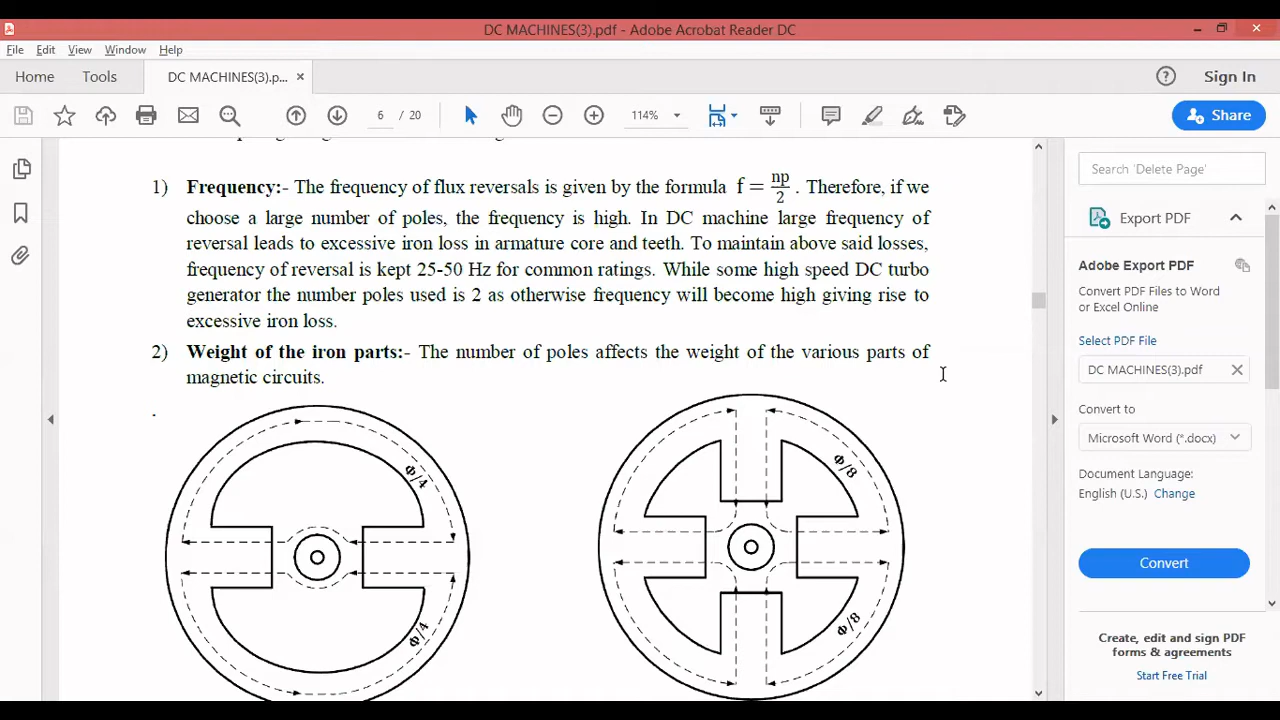 DC MACHINES(3).pdf - Adobe Acrobat Reader DC
File Edit View Window Help
Home Tools DC MACHINES(3).p... × Sign In
6 / 20 114% Share
1) Frequency:- The frequency of flux reversals is given by the formula f = np/2 . Therefore, if we
choose a large number of poles, the frequency is high. In DC machine large frequency of
reversal leads to excessive iron loss in armature core and teeth. To maintain above said losses,
frequency of reversal is kept 25-50 Hz for common ratings. While some high speed DC turbo
generator the number poles used is 2 as otherwise frequency will become high giving rise to
excessive iron loss.
2) Weight of the iron parts:- The number of poles affects the weight of the various parts of
magnetic circuits.
.
Φ/4
Φ/4
Φ/8
Φ/8
Search 'Delete Page'
Export PDF
Adobe Export PDF
Convert PDF Files to Word
or Excel Online
Select PDF File
DC MACHINES(3).pdf
Convert to
Microsoft Word (*.docx)
Document Language:
English (U.S.) Change
Convert
Create, edit and sign PDF
forms & agreements
Start Free Trial